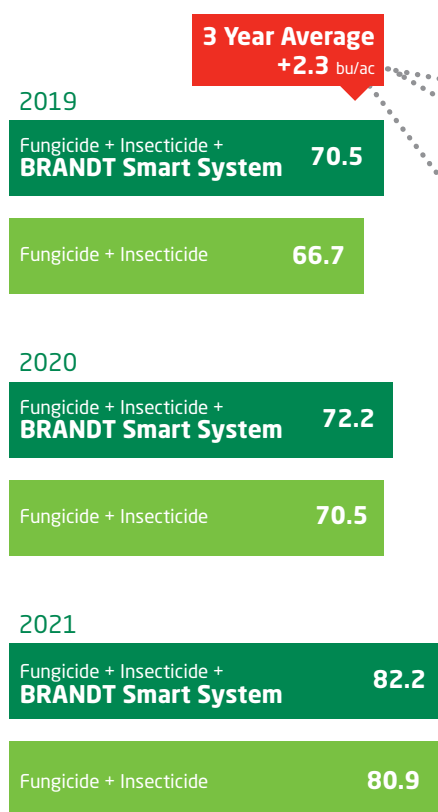 3 Year Average
+2.3 bu/ac
2019
Fungicide + Insecticide +
BRANDT Smart System
70.5
Fungicide + Insecticide
66.7
2020
Fungicide + Insecticide +
BRANDT Smart System
72.2
Fungicide + Insecticide
70.5
2021
Fungicide + Insecticide +
BRANDT Smart System
82.2
Fungicide + Insecticide
80.9